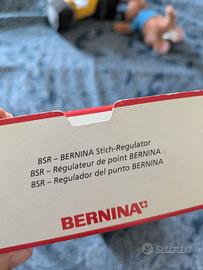 BSR – BERNINA Stich-Regulator
BSR – Régulateur de point BERNINA
BSR – Regulador del punto BERNINA
BERNINA
subito